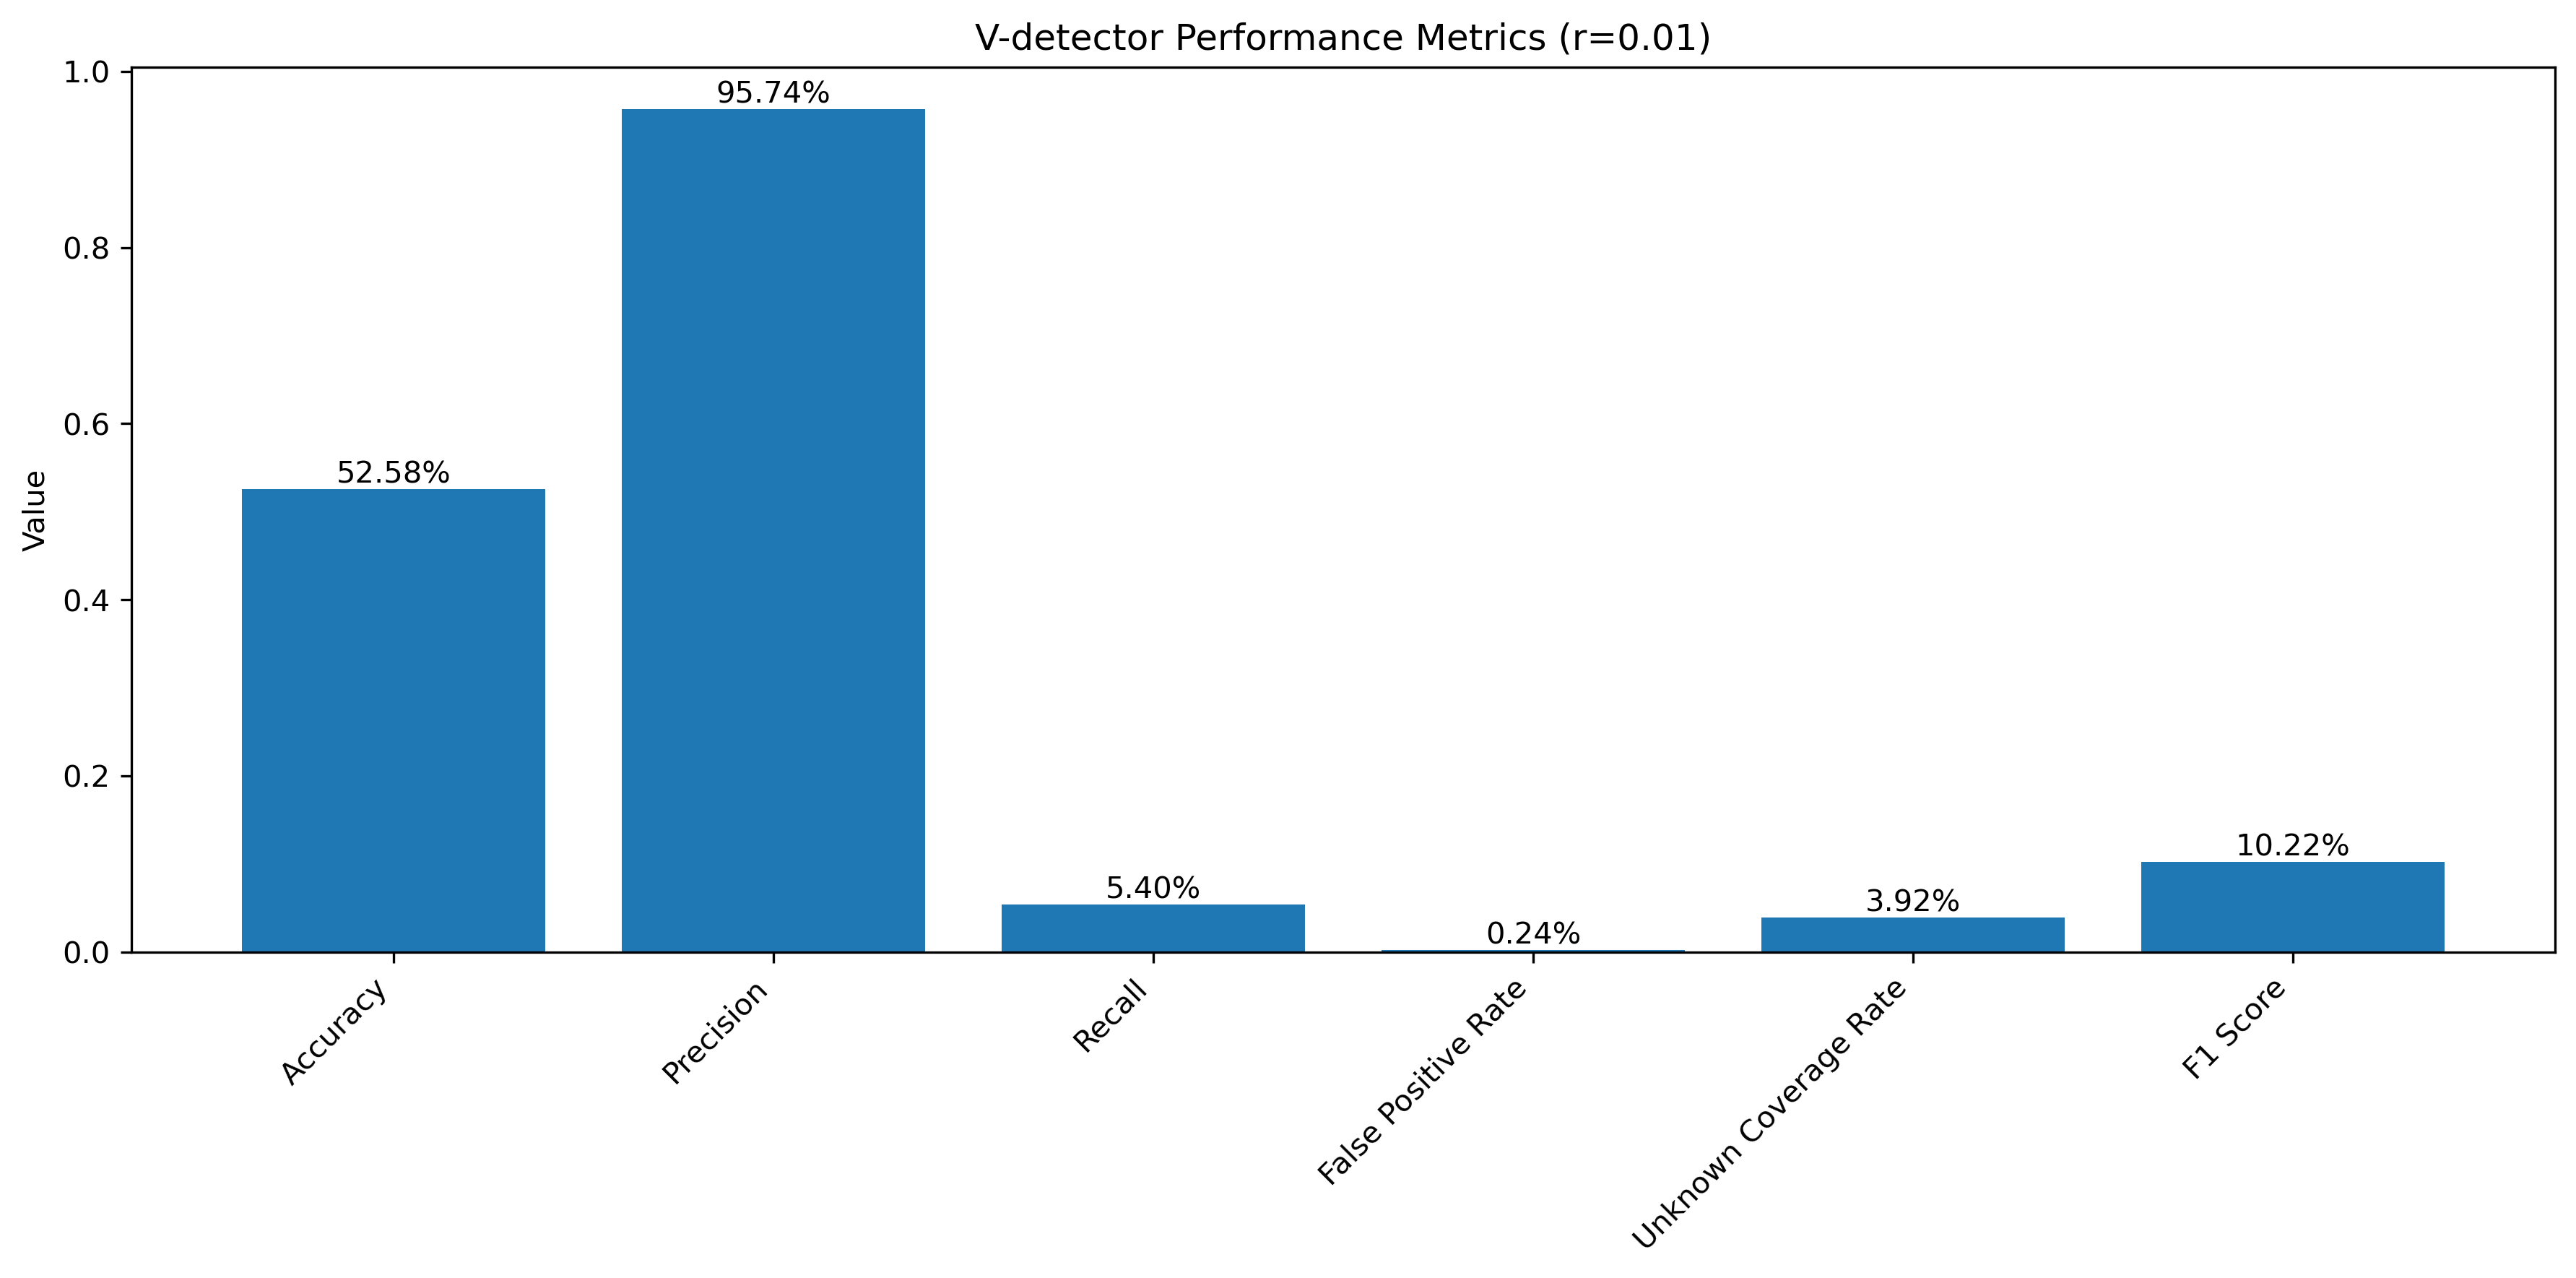 V-detector Performance Metrics (r=0.01)
1.0
0.8
0.6
0.4
0.2
0.0
Value
52.58%
95.74%
5.40%
0.24%
3.92%
10.22%
Accuracy
Precision
Recall
False Positive Rate
Unknown Coverage Rate
F1 Score